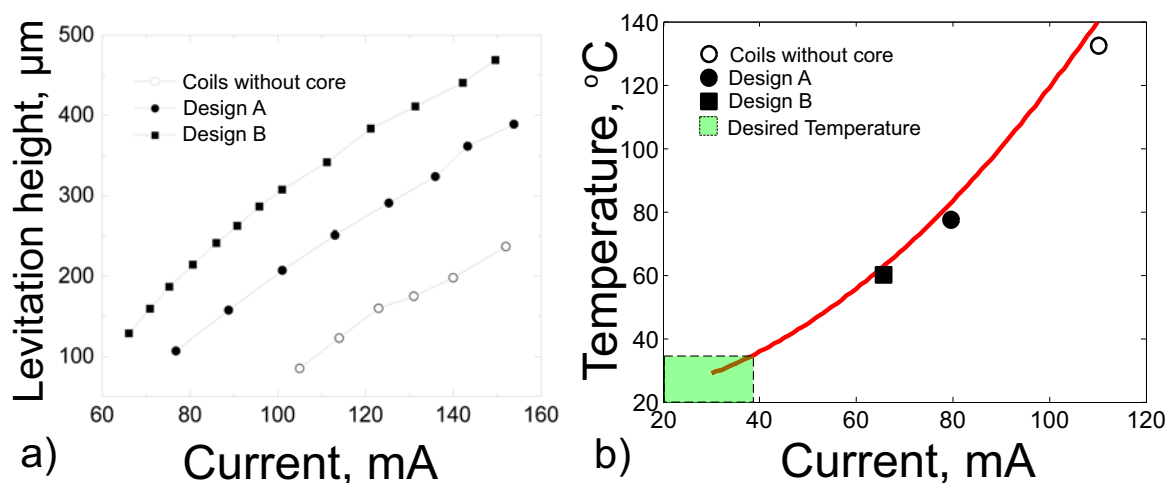 Levitation height, µm
500
400
300
200
100
Coils without core
Design A
Design B
60 80 100 120 140 160
Current, mA
a)
Temperature, ºC
140
120
100
80
60
40
20
Coils without core
Design A
Design B
Desired Temperature
20 40 60 80 100 120
Current, mA
b)